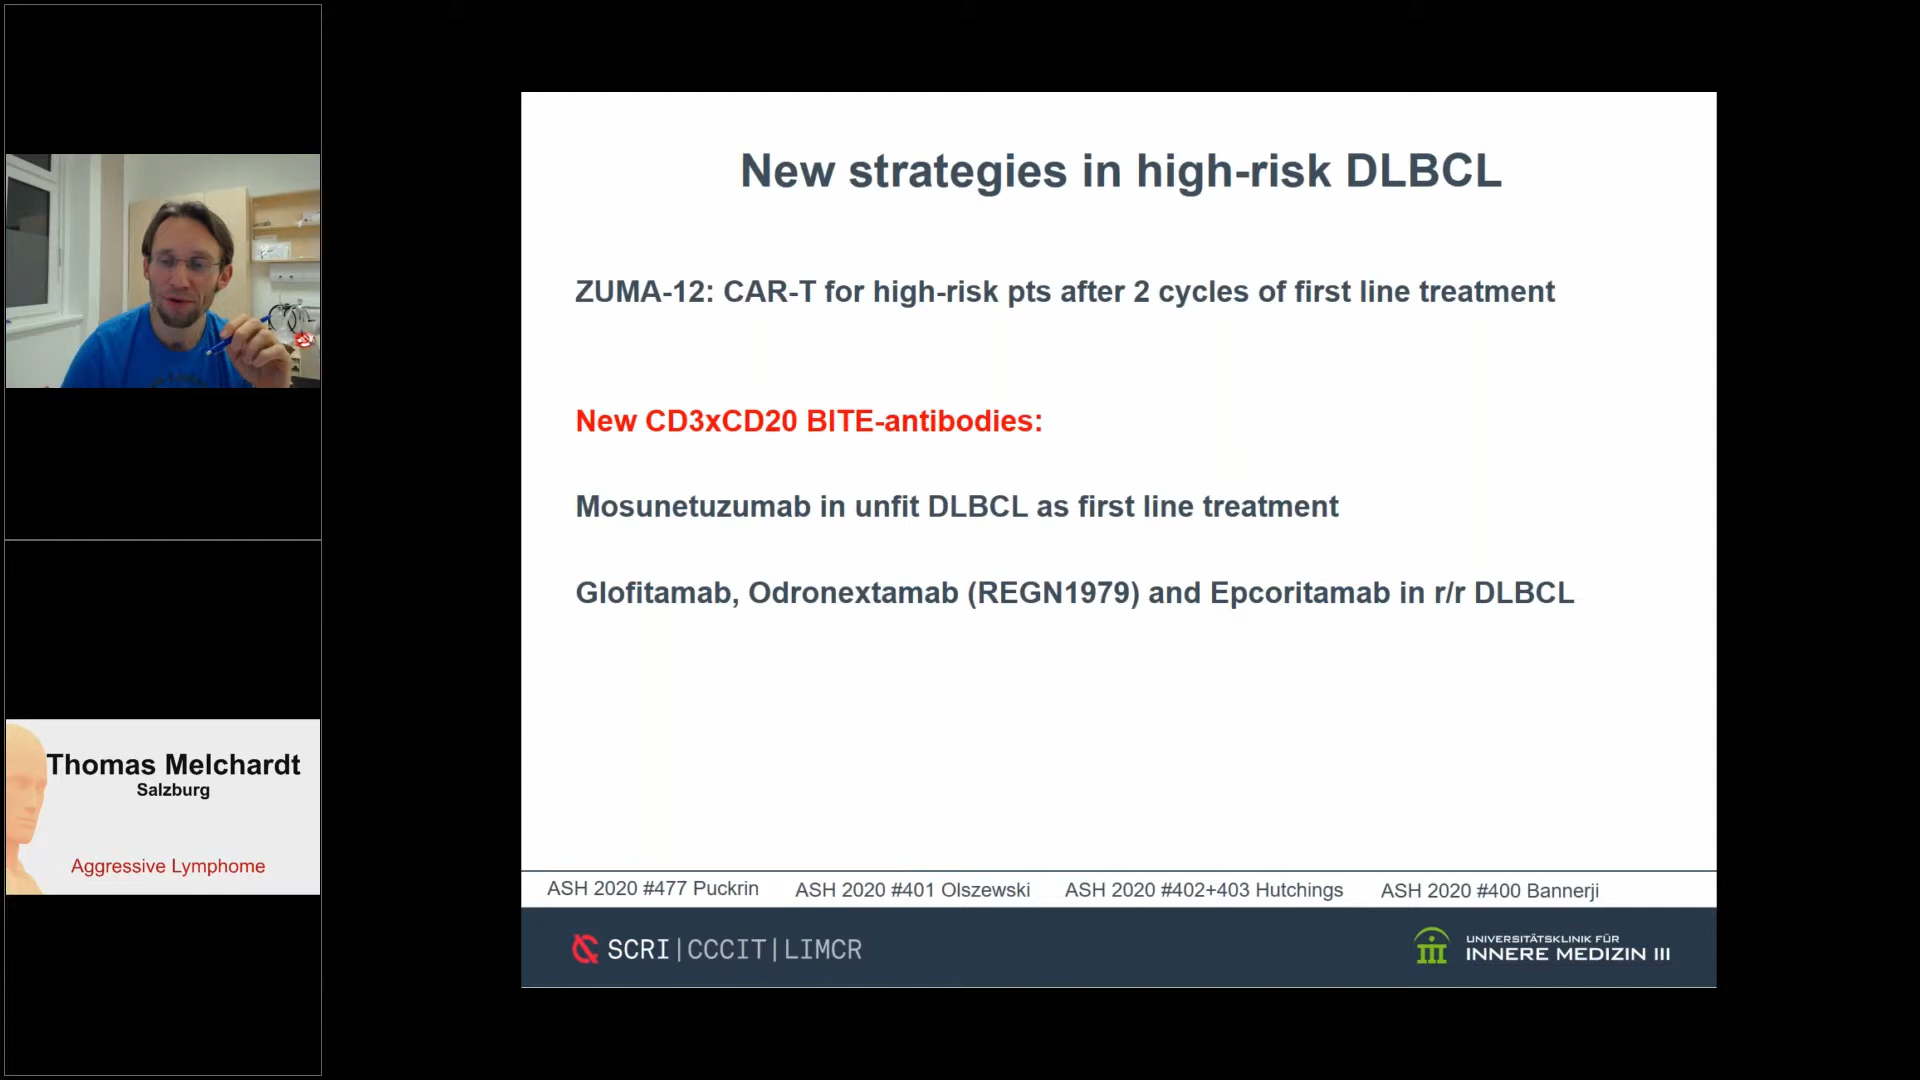 New strategies in high-risk DLBCL
ZUMA-12: CAR-T for high-risk pts after 2 cycles of first line treatment
New CD3xCD20 BITE-antibodies:
Mosunetuzumab in unfit DLBCL as first line treatment
Glofitamab, Odronextamab (REGN1979) and Epcoritamab in r/r DLBCL
ASH 2020 #477 Puckrin ASH 2020 #401 Olszewski ASH 2020 #402+403 Hutchings ASH 2020 #400 Bannerji
SCRI|CCCIT|LIMCR
UNIVERSITÄTSKLINIK FÜR
INNERE MEDIZIN III
Thomas Melchardt
Salzburg
Aggressive Lymphome